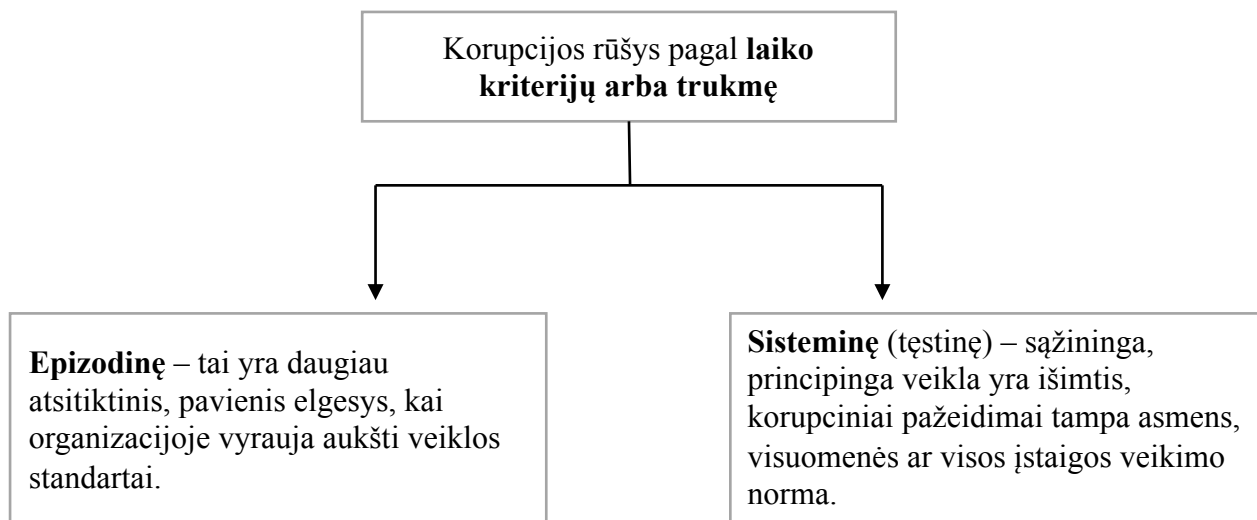 Korupcijos rūšys pagal laiko
kriterijų arba trukmę
Epizodinę – tai yra daugiau
atsitiktinis, pavienis elgesys, kai
organizacijoje vyrauja aukšti veiklos
standartai.
Sisteminę (tęstinę) – sąžininga,
principinga veikla yra išimtis,
korupciniai pažeidimai tampa asmens,
visuomenės ar visos įstaigos veikimo
norma.